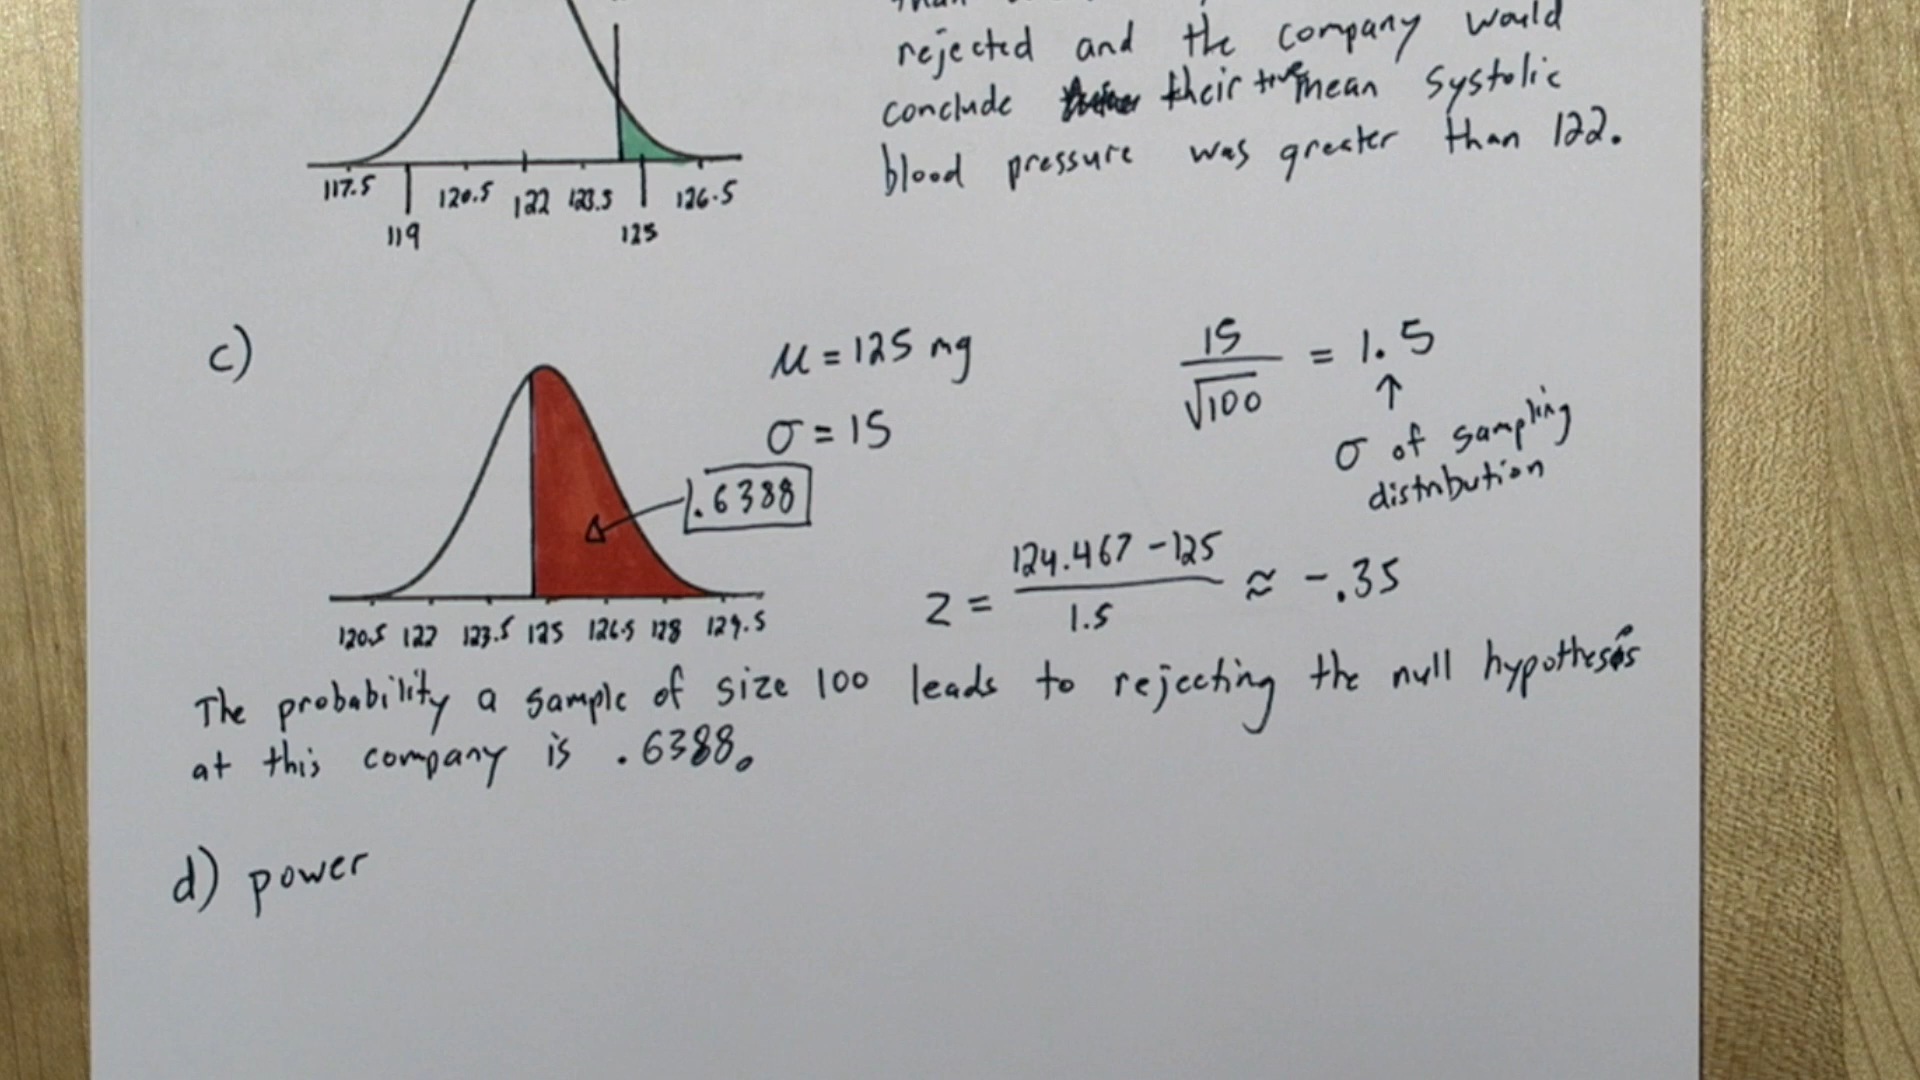 rejected and the company would
conclude their true mean systolic
blood pressure was greater than 122.
117.5 120.5 122 123.5 126.5
119 125
c)
μ = 125 mg
σ = 15
15/√100 = 1.5
↑
σ of sampling
distribution
.6388
z = (124.467 - 125)/1.5 ≈ -.35
120.5 122 123.5 125 126.5 128 129.5
The probability a sample of size 100 leads to rejecting the null hypothesis
at this company is .6388.
d) power